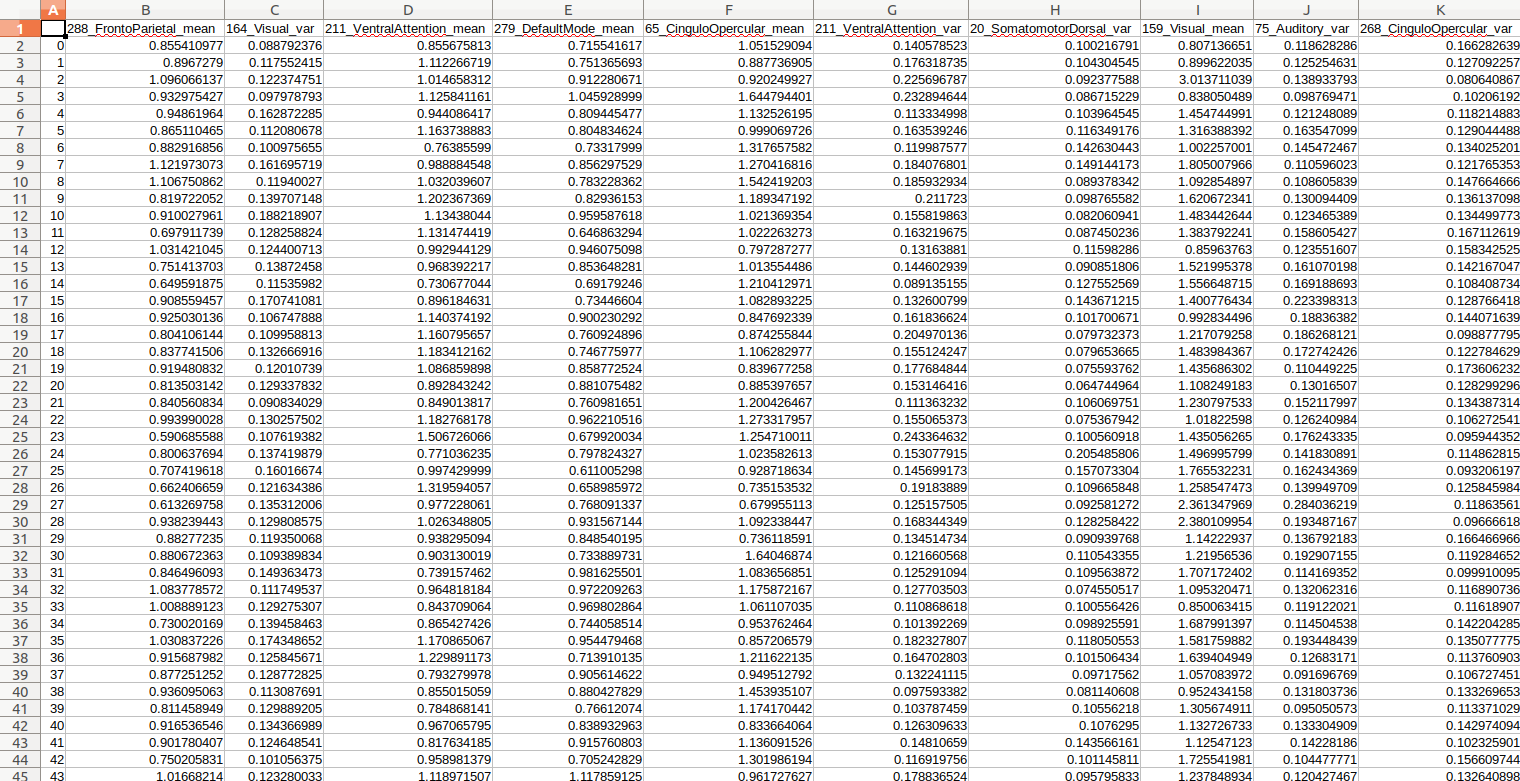 A B C D E F G H I J K
1 288_FrontoParietal_mean 164_Visual_var 211_VentralAttention_mean 279_DefaultMode_mean 65_CinguloOpercular_mean 211_VentralAttention_var 20_SomatomotorDorsal_var 159_Visual_mean 75_Auditory_var 268_CinguloOpercular_var
2 0 0.855410977 0.088792376 0.855675813 0.715541617 1.051529094 0.140578523 0.100216791 0.807136651 0.118628286 0.166282639
3 1 0.8967279 0.117552415 1.112266719 0.751365693 0.887736905 0.176318735 0.104304545 0.899622035 0.125254631 0.127092257
4 2 1.096066137 0.122374751 1.014658312 0.912280671 0.920249927 0.225696787 0.092377588 3.013711039 0.138933793 0.080640867
5 3 0.932975427 0.097978793 1.125841161 1.045928999 1.644794401 0.232894644 0.086715229 0.838050489 0.098769471 0.10206192
6 4 0.94861964 0.162872285 0.944086417 0.809445477 1.132526195 0.113334998 0.103964545 1.454744991 0.121248089 0.118214883
7 5 0.865110465 0.112080678 1.163738883 0.804834624 0.999069726 0.163539246 0.116349176 1.316388392 0.163547099 0.129044488
8 6 0.882916856 0.100975655 0.76385599 0.73317999 1.317657582 0.119987577 0.142630443 1.002257001 0.145472467 0.134025201
9 7 1.121973073 0.161695719 0.988884548 0.856297529 1.270416816 0.184076801 0.149144173 1.805007966 0.110596023 0.121765353
10 8 1.106750862 0.11940027 1.032039607 0.783228362 1.542419203 0.185932934 0.089378342 1.092854897 0.108605839 0.147664666
11 9 0.819722052 0.139707148 1.202367369 0.82936153 1.189347192 0.211723 0.098765582 1.620672341 0.130094409 0.136137098
12 10 0.910027961 0.188218907 1.13438044 0.959587618 1.021369354 0.155819863 0.082060941 1.483442644 0.123465389 0.134499773
13 11 0.697911739 0.128258824 1.131474419 0.646863294 1.022263273 0.163219675 0.087450236 1.383792241 0.158605427 0.167112619
14 12 1.031421045 0.124400713 0.992944129 0.946075098 0.797287277 0.13163881 0.11598286 0.85963763 0.123551607 0.158342525
15 13 0.751413703 0.13872458 0.968392217 0.853648281 1.013554486 0.144602939 0.090851806 1.521995378 0.161070198 0.142167047
16 14 0.649591875 0.11535982 0.730677044 0.69179246 1.210412971 0.089135155 0.127552569 1.556648715 0.169188693 0.108408734
17 15 0.908559457 0.170741081 0.896184631 0.73446604 1.082893225 0.132600799 0.143671215 1.400776434 0.223398313 0.128766418
18 16 0.925030136 0.106747888 1.140374192 0.900230292 0.847692339 0.161836624 0.101700671 0.992834496 0.18836382 0.144071639
19 17 0.804106144 0.109958813 1.160795657 0.760924896 0.874255844 0.204970136 0.079732373 1.217079258 0.186268121 0.098877795
20 18 0.837741506 0.132666916 1.183412162 0.746775977 1.106282977 0.155124247 0.079653665 1.483984367 0.172742426 0.122784629
21 19 0.919480832 0.12010739 1.086859898 0.858772524 0.839677258 0.177684844 0.075593762 1.435686302 0.110449225 0.173606232
22 20 0.813503142 0.129337832 0.892843242 0.881075482 0.885397657 0.153146416 0.064744964 1.108249183 0.13016507 0.128299296
23 21 0.840560834 0.090834029 0.849013817 0.760981651 1.200426467 0.111363232 0.106069751 1.230797533 0.152117997 0.134387314
24 22 0.993990028 0.130257502 1.182768178 0.962210516 1.273317957 0.155065373 0.075367942 1.01822598 0.126240984 0.106272541
25 23 0.590685588 0.107619382 1.506726066 0.679920034 1.254710011 0.243364632 0.100560918 1.435056265 0.176243335 0.095944352
26 24 0.800637694 0.137419879 0.771036235 0.797824327 1.023582613 0.153077915 0.205485806 1.496995799 0.141830891 0.114862815
27 25 0.707419618 0.16016674 0.997429999 0.611005298 0.928718634 0.145699173 0.157073304 1.765532231 0.162434369 0.093206197
28 26 0.662406659 0.121634386 1.319594057 0.658985972 0.735153532 0.19183889 0.109665848 1.258547473 0.139949709 0.125845984
29 27 0.613269758 0.135312006 0.977228061 0.768091337 0.679955113 0.125157505 0.092581272 2.361347969 0.284036219 0.11863561
30 28 0.938239443 0.129808575 1.026348805 0.931567144 1.092338447 0.168344349 0.128258422 2.380109954 0.193487167 0.09666618
31 29 0.88277235 0.119350068 0.938295094 0.848540195 0.736118591 0.134514734 0.090939768 1.14222937 0.136792183 0.166466966
32 30 0.880672363 0.109389834 0.903130019 0.733889731 1.64046874 0.121660568 0.110543355 1.21956536 0.192907155 0.119284652
33 31 0.846496093 0.149363473 0.739157462 0.981625501 1.083656851 0.125291094 0.109563872 1.707172402 0.114169352 0.099910095
34 32 1.083778572 0.111749537 0.964818184 0.972209263 1.175872167 0.127703503 0.074550517 1.095320471 0.132062316 0.116890736
35 33 1.008889123 0.129275307 0.843709064 0.969802864 1.061107035 0.110868618 0.100556426 0.850063415 0.119122021 0.11618907
36 34 0.730020169 0.139458463 0.865427426 0.744058514 0.953762464 0.101392269 0.098925591 1.687991397 0.114504538 0.142204285
37 35 1.030837226 0.174348652 1.170865067 0.954479468 0.857206579 0.182327807 0.118050553 1.581759882 0.193448439 0.135077775
38 36 0.915687982 0.125845671 1.229891173 0.713910135 1.211622135 0.164702803 0.101506434 1.639404949 0.12683171 0.113760903
39 37 0.877251252 0.128772825 0.793279978 0.905614622 0.949512792 0.132241115 0.09717562 1.057083972 0.091696769 0.106727451
40 38 0.936095063 0.113087691 0.855015059 0.880427829 1.453935107 0.097593382 0.081140608 0.952434158 0.131803736 0.133269653
41 39 0.811458949 0.129889205 0.784868141 0.76612074 1.174170442 0.103787459 0.10556218 1.305674911 0.095050573 0.113371029
42 40 0.916536546 0.134366989 0.967065795 0.838932963 0.833664064 0.126309633 0.1076295 1.132726733 0.133304909 0.142974094
43 41 0.901780407 0.124648541 0.817634185 0.915760803 1.136091526 0.14810659 0.143566161 1.12547123 0.14228186 0.102325901
44 42 0.750205831 0.101056375 0.958981379 0.705242829 1.301986194 0.116919756 0.101145811 1.725541981 0.104477771 0.156609744
45 43 1.01668214 0.123280033 1.118971507 1.117859125 0.961727627 0.178836524 0.095795833 1.237848934 0.120427467 0.132640898